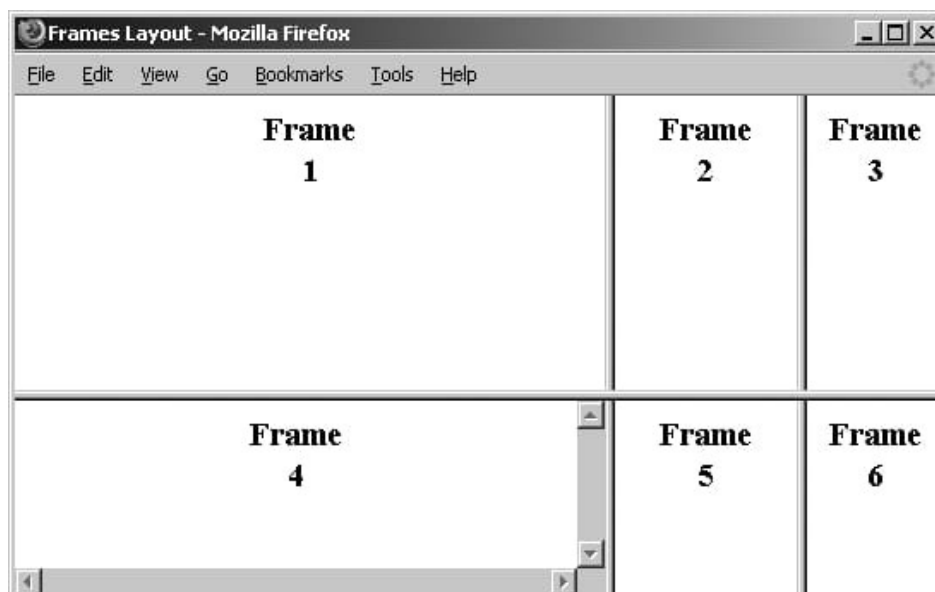 Frames Layout - Mozilla Firefox
File Edit View Go Bookmarks Tools Help
Frame
1
Frame
2
Frame
3
Frame
4
Frame
5
Frame
6